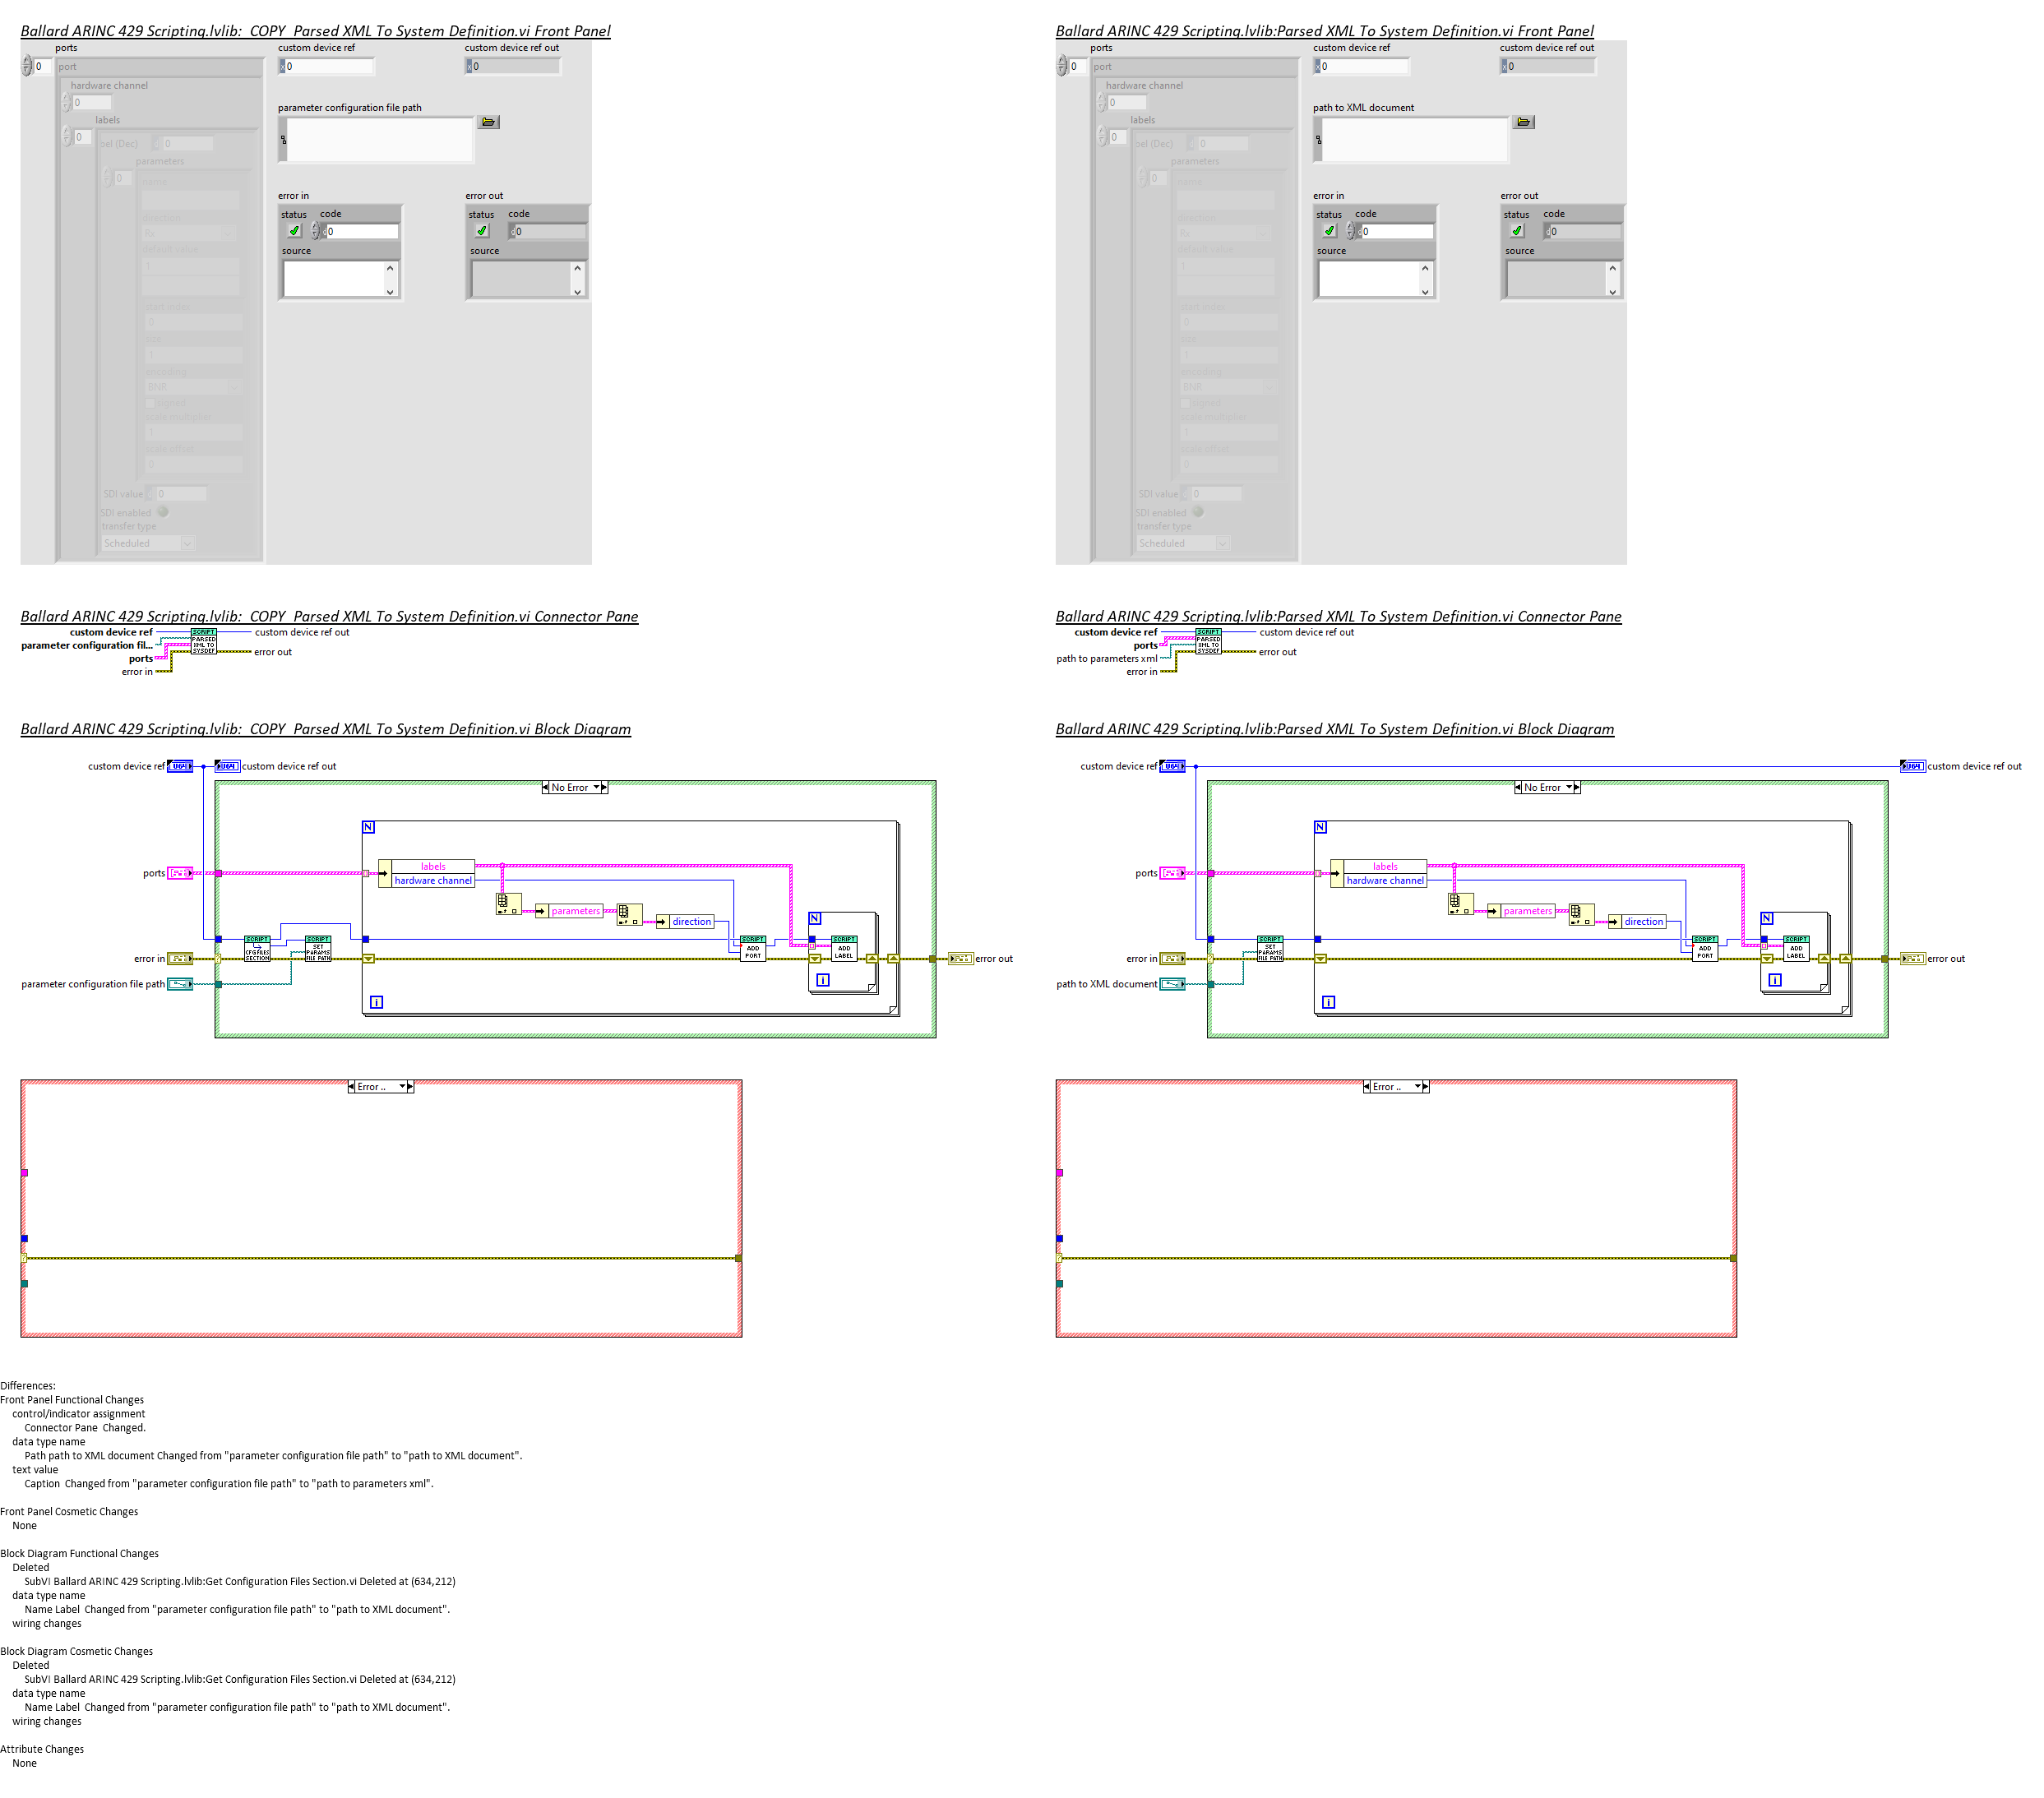 Ballard ARINC 429 Scripting.lvlib:  COPY  Parsed XML To System Definition.vi Front Panel
ports
0
port
hardware channel
0
labels
0
bel (Dec)
0
parameters
0
name
direction
Rx
default value
1
0
size
1
encoding
BNR
signed
scale multiplier
1
scale offset
0
SDI value
0
SDI enabled
transfer type
Scheduled
custom device ref
0
custom device ref out
0
parameter configuration file path
error in
status
code
0
source
error out
status
code
0
source
Ballard ARINC 429 Scripting.lvlib:Parsed XML To System Definition.vi Front Panel
ports
0
port
hardware channel
0
labels
0
bel (Dec)
0
parameters
0
name
direction
Rx
default value
1
0
size
1
encoding
BNR
signed
scale multiplier
1
scale offset
0
SDI value
0
SDI enabled
transfer type
Scheduled
custom device ref
0
custom device ref out
0
path to XML document
error in
status
code
0
source
error out
status
code
0
source
Ballard ARINC 429 Scripting.lvlib:  COPY  Parsed XML To System Definition.vi Connector Pane
custom device ref
parameter configuration fil...
ports
error in
SCRIPT
PARSED
XML TO
SYSDEF
custom device ref out
error out
Ballard ARINC 429 Scripting.lvlib:Parsed XML To System Definition.vi Connector Pane
custom device ref
ports
path to parameters xml
error in
SCRIPT
PARSED
XML TO
SYSDEF
custom device ref out
error out
Ballard ARINC 429 Scripting.lvlib:  COPY  Parsed XML To System Definition.vi Block Diagram
custom device ref
custom device ref out
No Error
N
ports
labels
hardware channel
parameters
direction
N
error in
SCRIPT
CFGFILES
SECTION
SCRIPT
SET
PARAMS
FILE PATH
SCRIPT
ADD
PORT
SCRIPT
ADD
LABEL
error out
i
parameter configuration file path
i
Error ..
Ballard ARINC 429 Scripting.lvlib:Parsed XML To System Definition.vi Block Diagram
custom device ref
custom device ref out
No Error
N
ports
labels
hardware channel
parameters
direction
N
error in
SCRIPT
SET
PARAMS
FILE PATH
SCRIPT
ADD
PORT
SCRIPT
ADD
LABEL
error out
i
path to XML document
i
Error ..
Differences:
Front Panel Functional Changes
control/indicator assignment
Connector Pane  Changed.
data type name
Path path to XML document Changed from "parameter configuration file path" to "path to XML document".
text value
Caption  Changed from "parameter configuration file path" to "path to parameters xml".
Front Panel Cosmetic Changes
None
Block Diagram Functional Changes
Deleted
SubVI Ballard ARINC 429 Scripting.lvlib:Get Configuration Files Section.vi Deleted at (634,212)
data type name
Name Label  Changed from "parameter configuration file path" to "path to XML document".
wiring changes
Block Diagram Cosmetic Changes
Deleted
SubVI Ballard ARINC 429 Scripting.lvlib:Get Configuration Files Section.vi Deleted at (634,212)
data type name
Name Label  Changed from "parameter configuration file path" to "path to XML document".
wiring changes
Attribute Changes
None